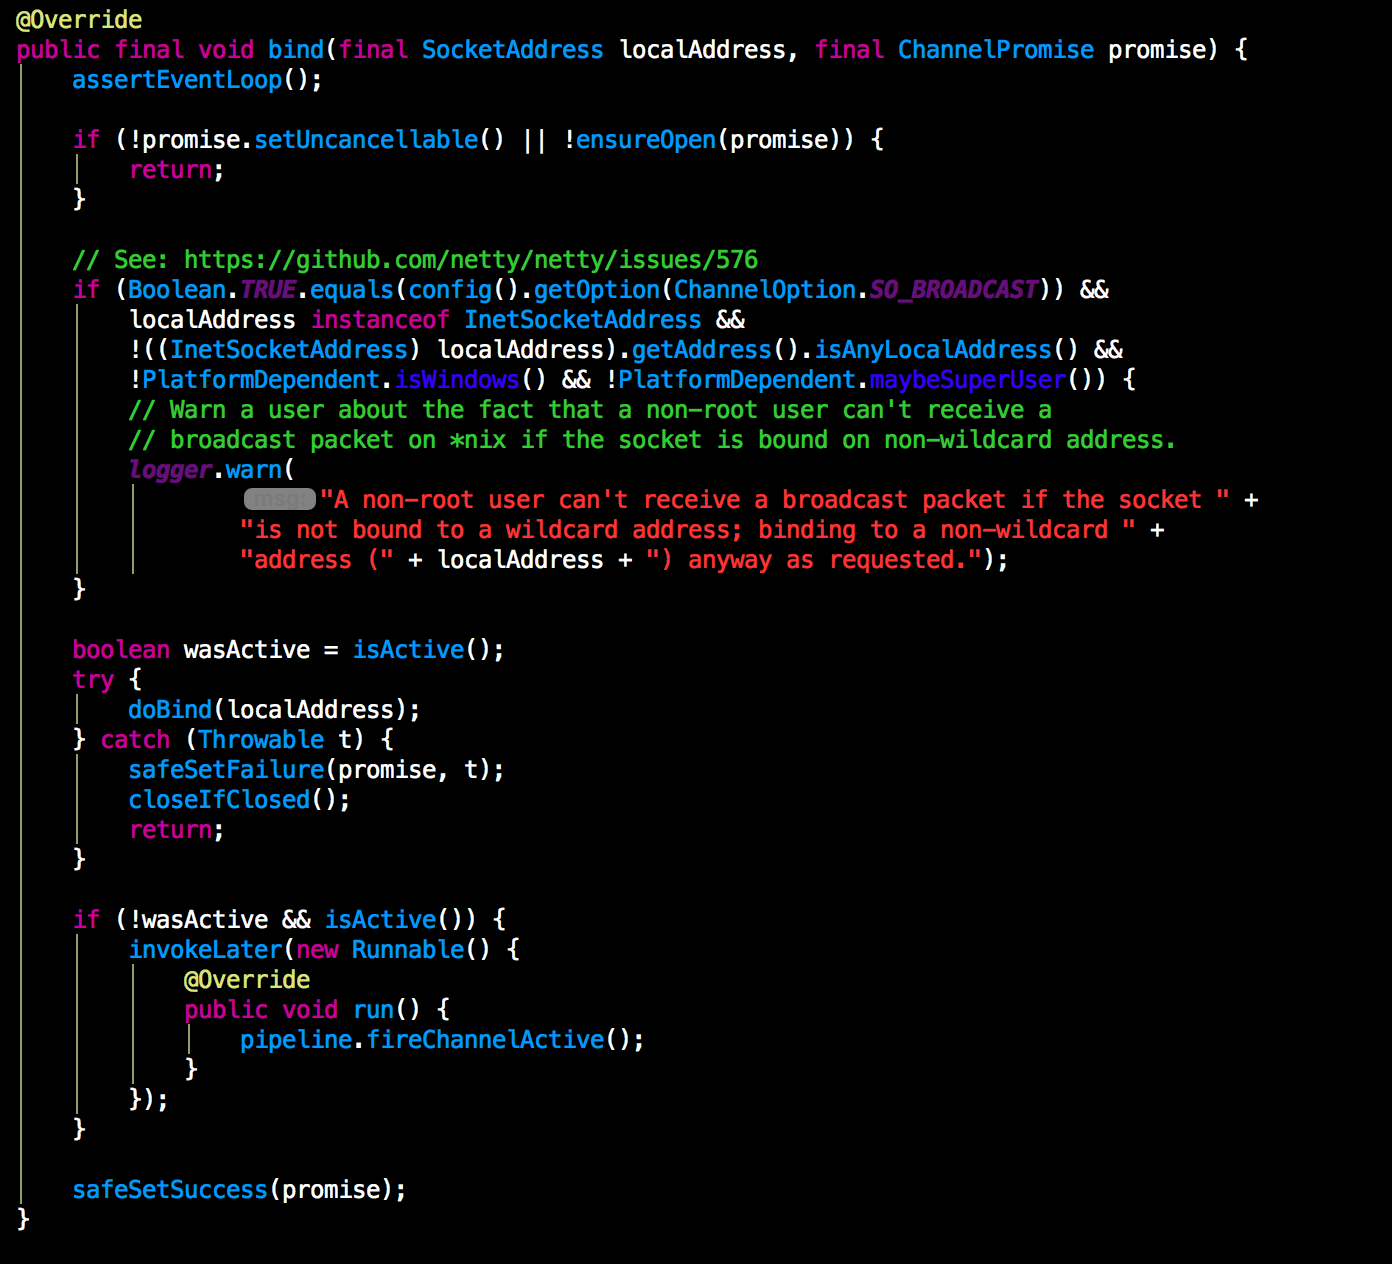 @Override
public final void bind(final SocketAddress localAddress, final ChannelPromise promise) {
    assertEventLoop();

    if (!promise.setUncancellable() || !ensureOpen(promise)) {
        return;
    }

    // See: https://github.com/netty/netty/issues/576
    if (Boolean.TRUE.equals(config().getOption(ChannelOption.SO_BROADCAST)) &&
        localAddress instanceof InetSocketAddress &&
        !((InetSocketAddress) localAddress).getAddress().isAnyLocalAddress() &&
        !PlatformDependent.isWindows() && !PlatformDependent.maybeSuperUser()) {
        // Warn a user about the fact that a non-root user can't receive a
        // broadcast packet on *nix if the socket is bound on non-wildcard address.
        logger.warn(
                msg: "A non-root user can't receive a broadcast packet if the socket " +
                "is not bound to a wildcard address; binding to a non-wildcard " +
                "address (" + localAddress + ") anyway as requested.");
    }

    boolean wasActive = isActive();
    try {
        doBind(localAddress);
    } catch (Throwable t) {
        safeSetFailure(promise, t);
        closeIfClosed();
        return;
    }

    if (!wasActive && isActive()) {
        invokeLater(new Runnable() {
            @Override
            public void run() {
                pipeline.fireChannelActive();
            }
        });
    }

    safeSetSuccess(promise);
}